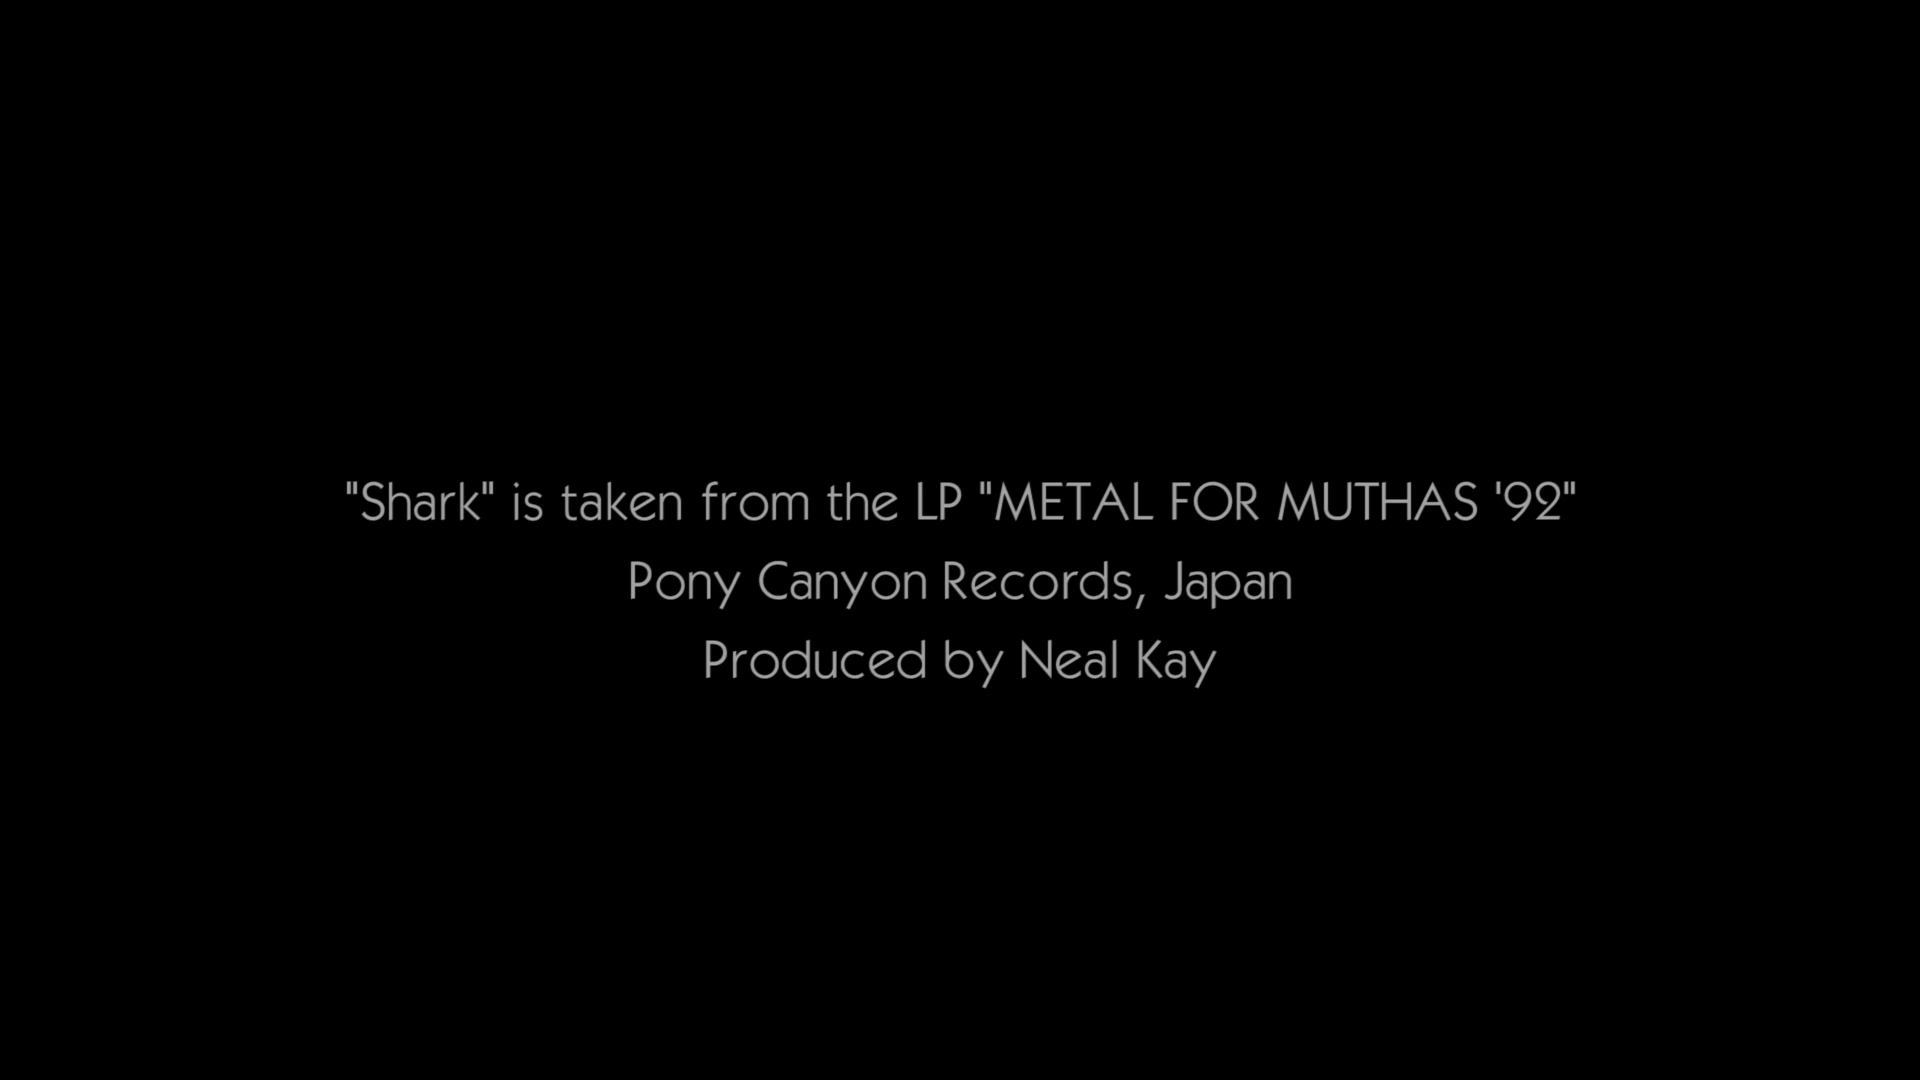 "Shark" is taken from the LP "METAL FOR MUTHAS '92"
Pony Canyon Records, Japan
Produced by Neal Kay